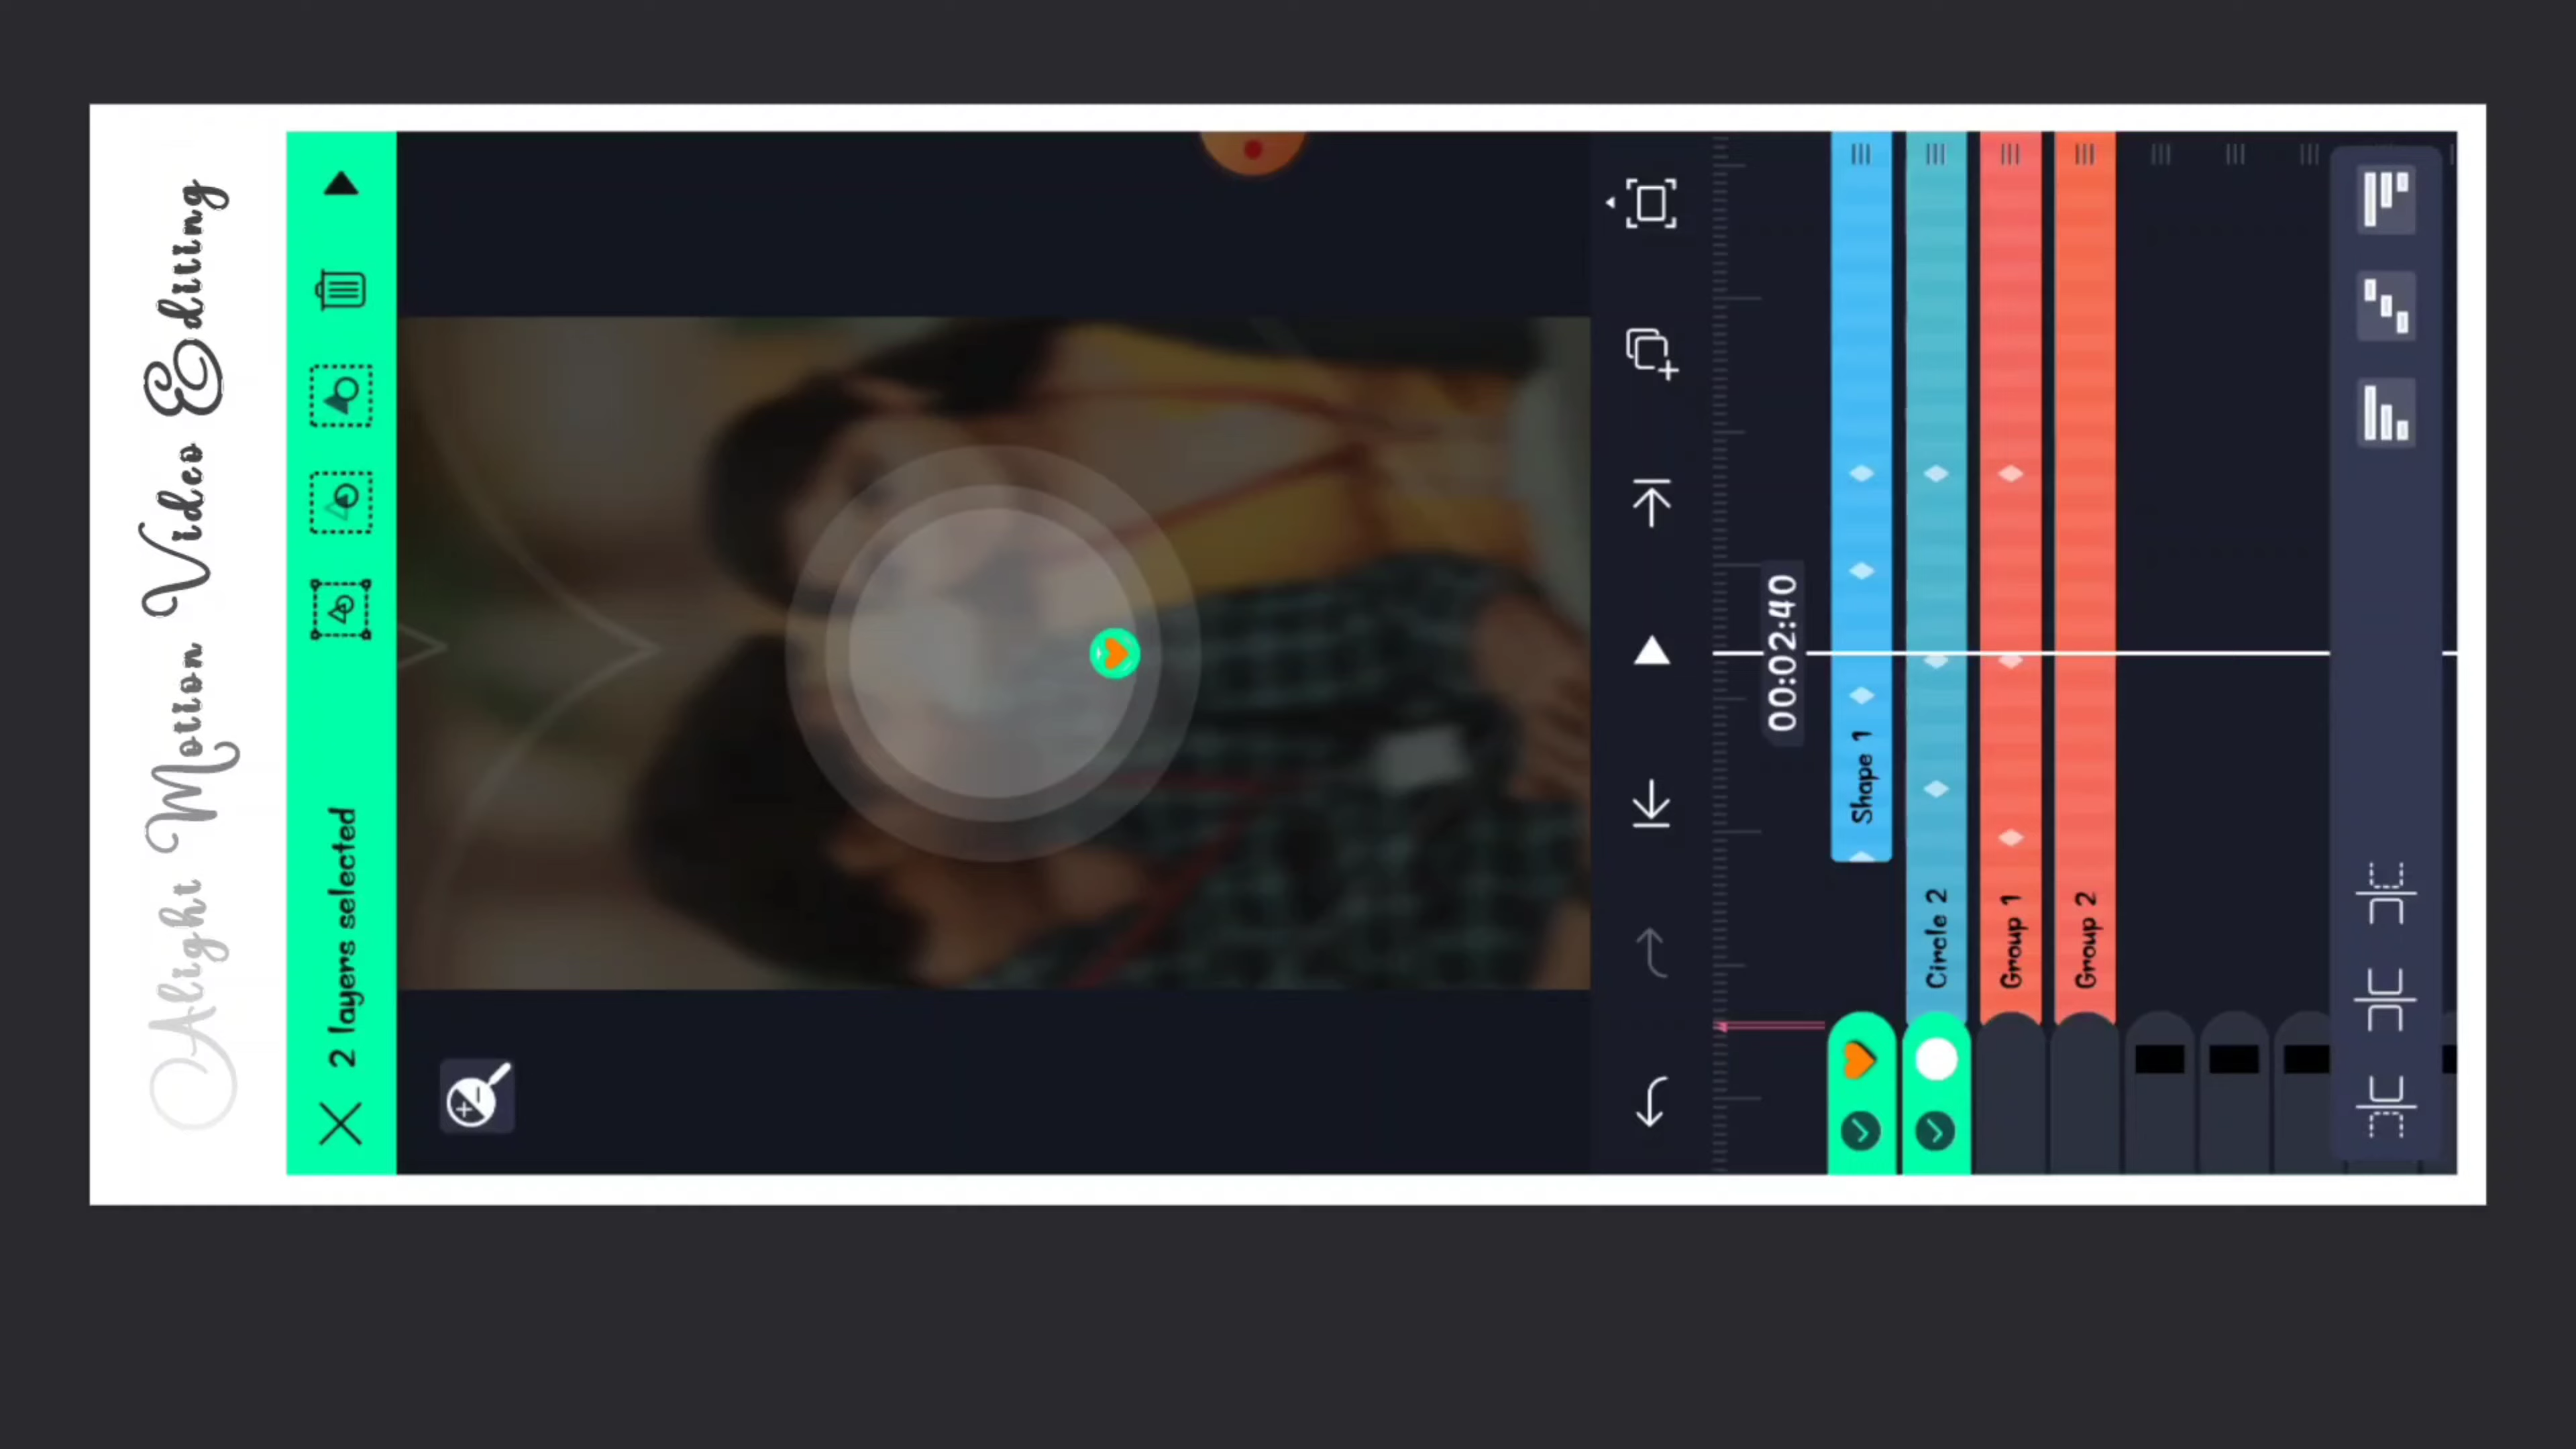 Alight Motion Video Editing
2 layers selected
00:02:40
Shape 1
Circle 2
Group 1
Group 2